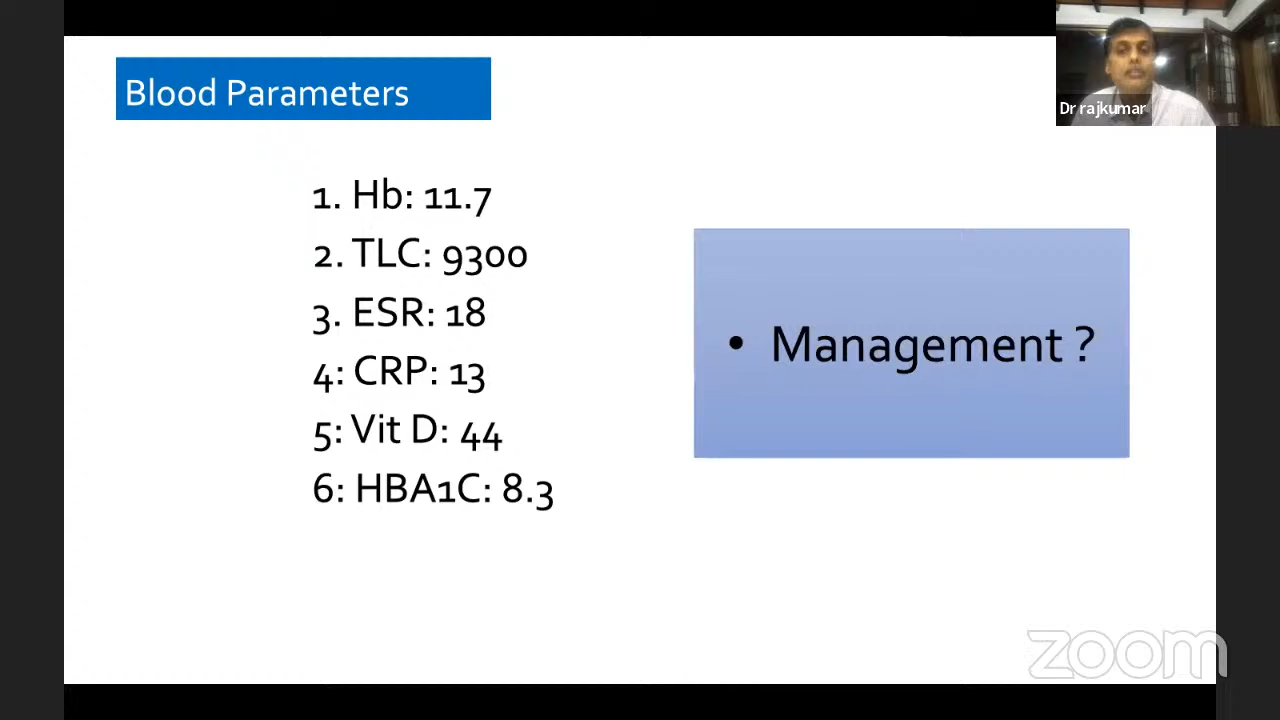 Blood Parameters
Dr rajkumar
1. Hb: 11.7
2. TLC: 9300
3. ESR: 18
4: CRP: 13
5: Vit D: 44
6: HBA1C: 8.3
• Management ?
zoom